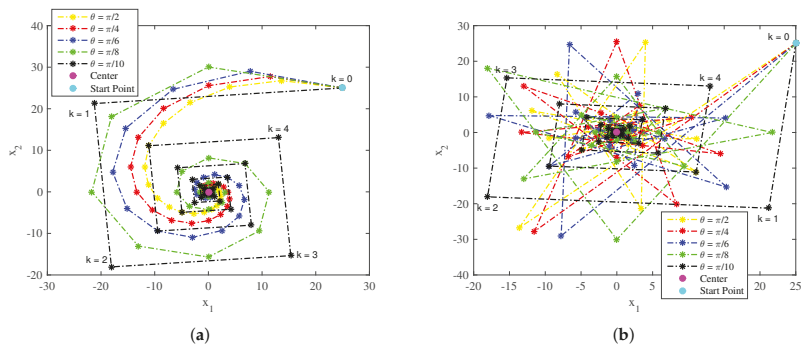 θ = π/2
θ = π/4
θ = π/6
θ = π/8
θ = π/10
Center
Start Point
k = 0
k = 1
k = 4
k = 2
k = 3
40
30
20
10
0
-10
-20
-30
-20
-10
0
10
20
30
x2
x1
(a)
k = 0
k = 3
k = 4
k = 2
k = 1
θ = π/2
θ = π/4
θ = π/6
θ = π/8
θ = π/10
Center
Start Point
30
20
10
0
-10
-20
-30
-40
-20
-15
-10
-5
0
5
10
15
20
25
x2
x1
(b)